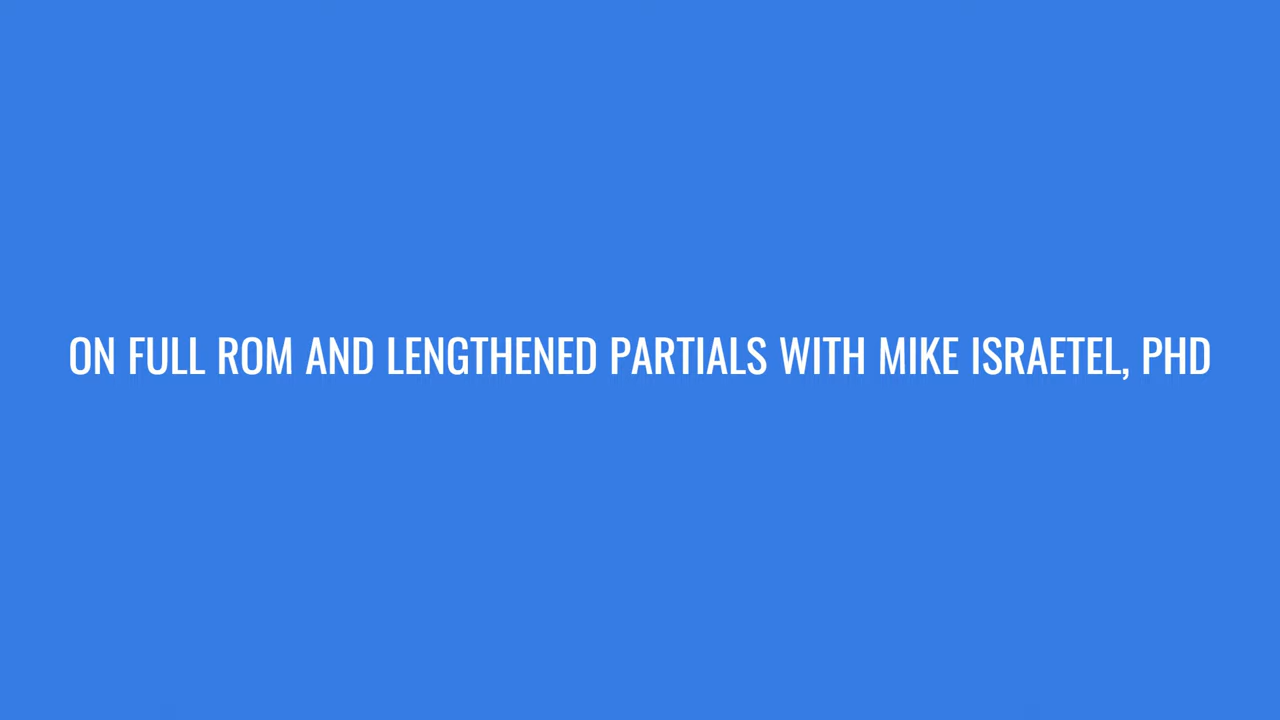 ON FULL ROM AND LENGTHENED PARTIALS WITH MIKE ISRAETEL, PHD